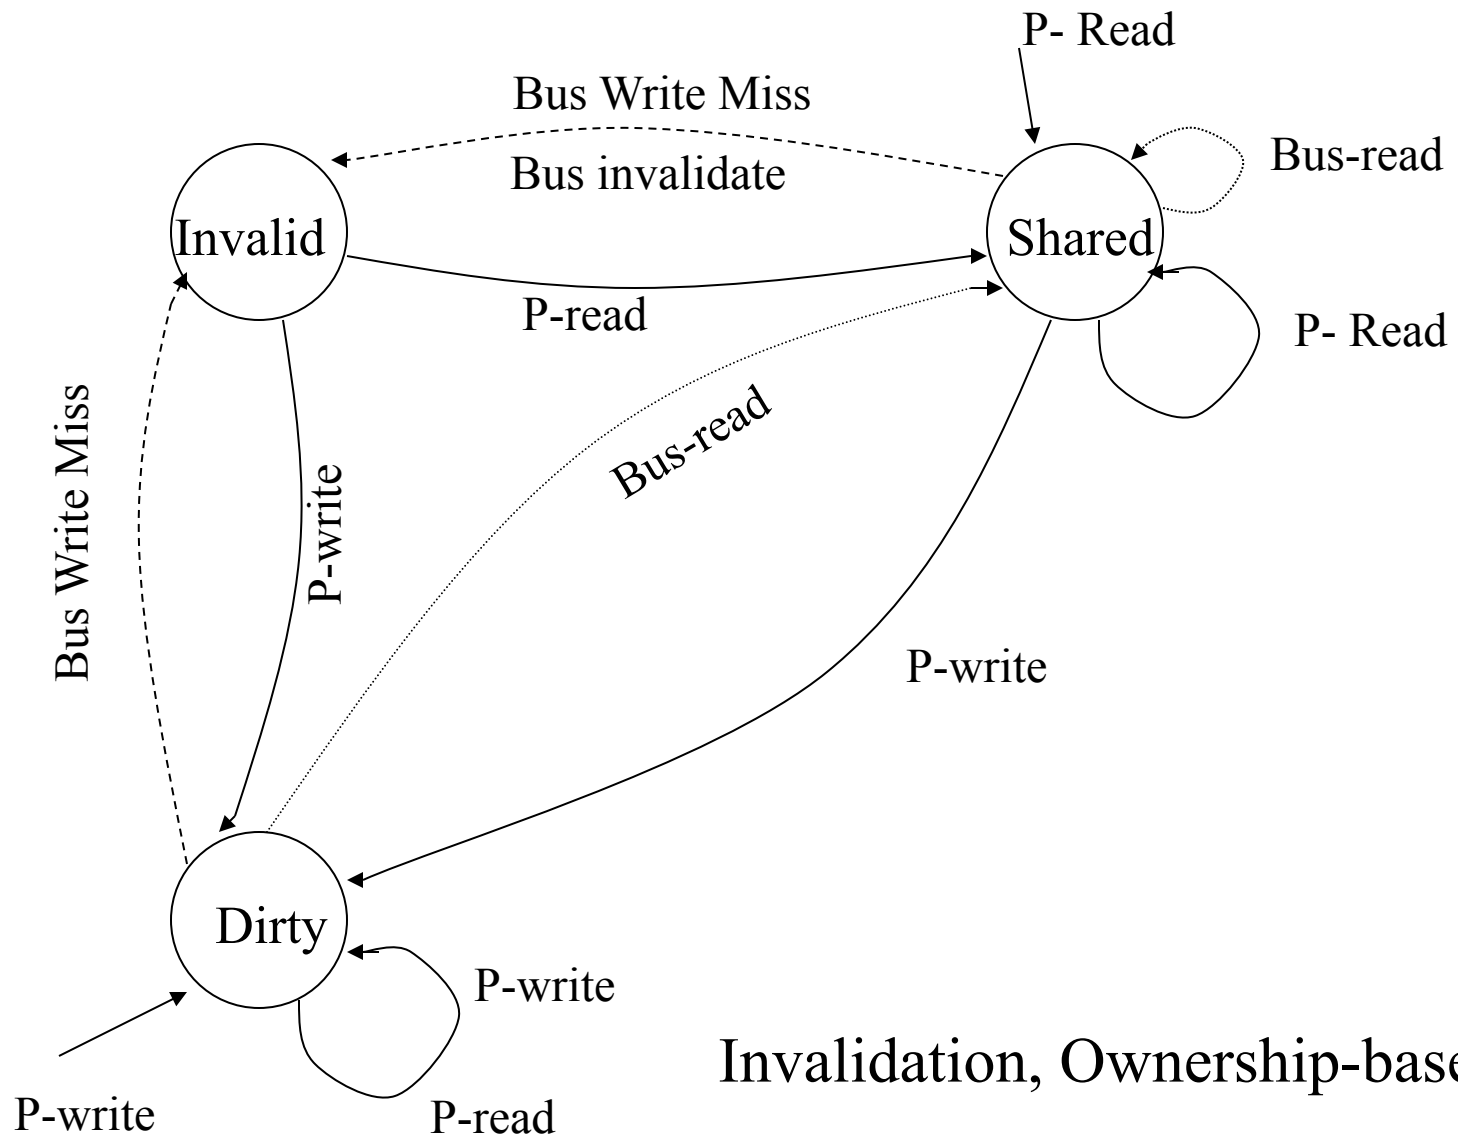 P- Read
Bus Write Miss
Bus-read
Bus invalidate
Invalid
Shared
P-read
P- Read
Bus-read
Bus Write Miss
P-write
P-write
Dirty
P-write
Invalidation, Ownership-base
P-write
P-read